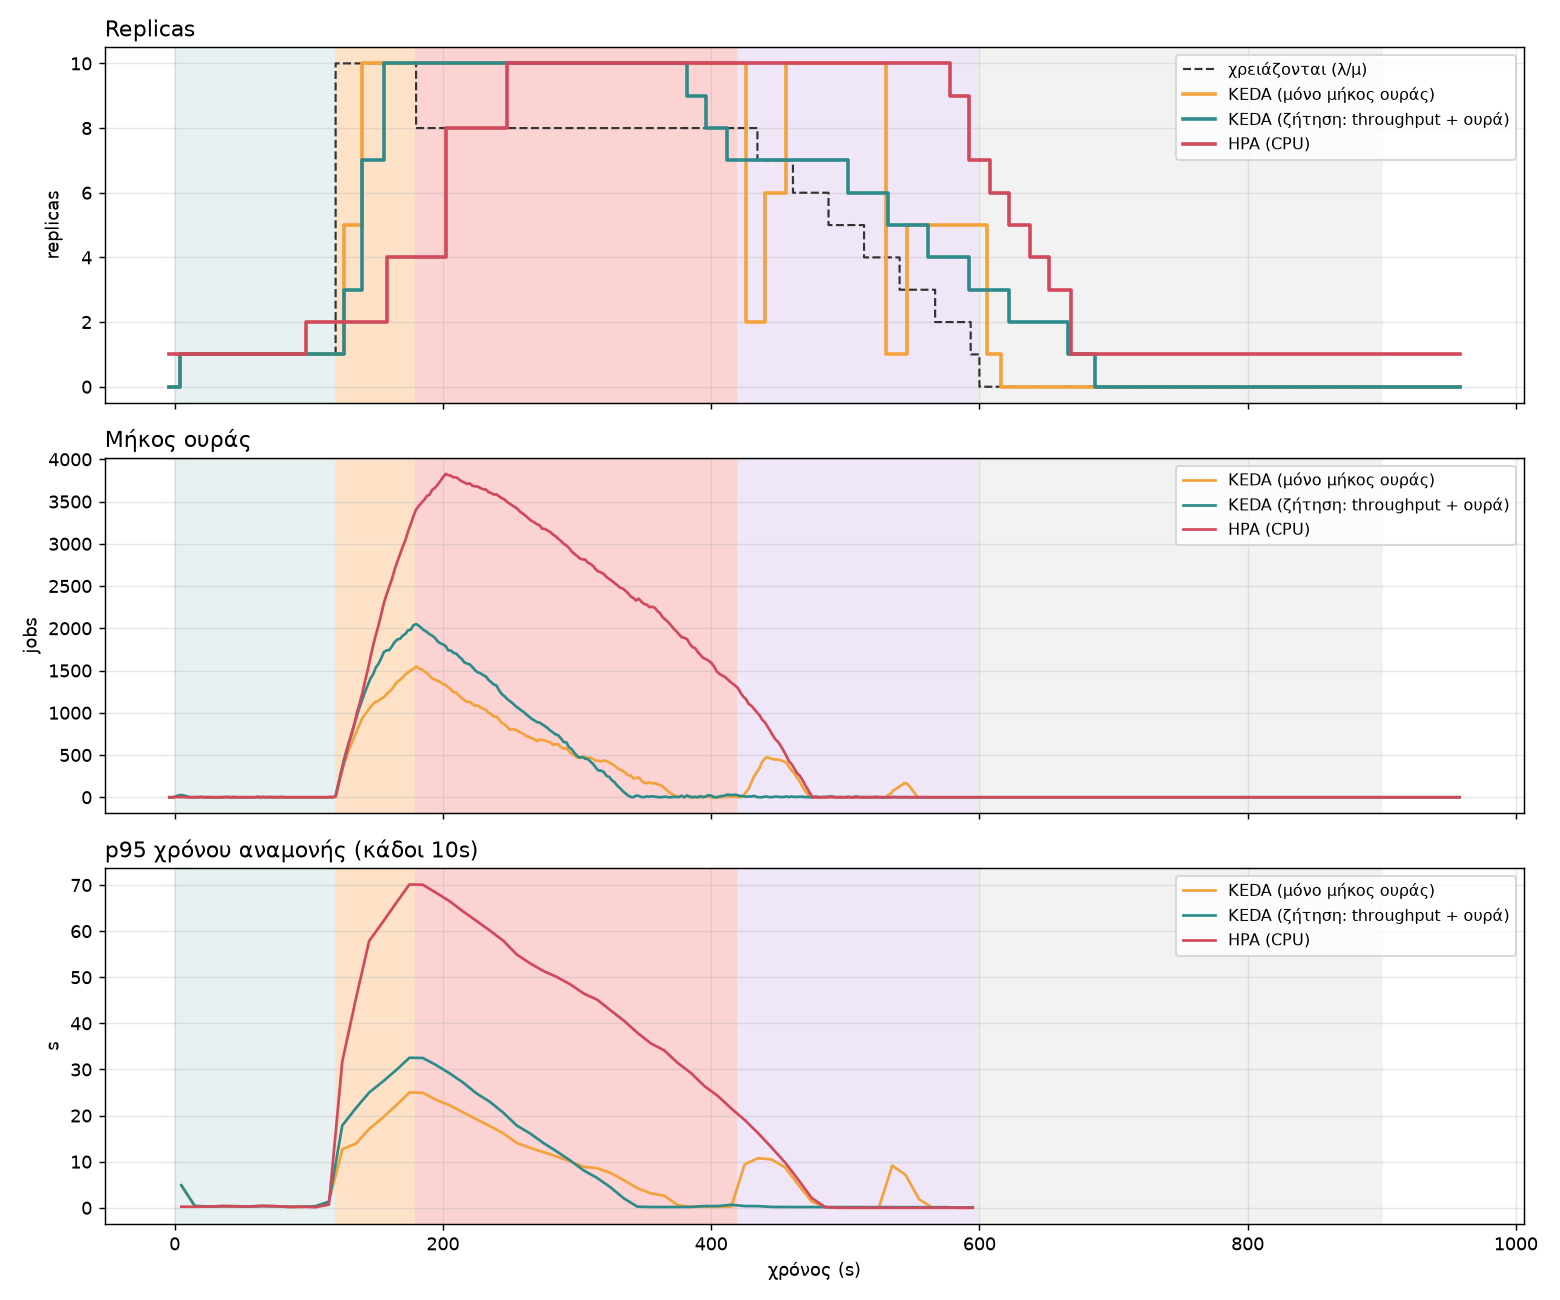 Replicas
10
8
6
4
2
0
replicas
χρειάζονται (λ/μ)
KEDA (μόνο μήκος ουράς)
KEDA (ζήτηση: throughput + ουρά)
HPA (CPU)
Μήκος ουράς
4000
3500
3000
2500
2000
1500
1000
500
0
jobs
KEDA (μόνο μήκος ουράς)
KEDA (ζήτηση: throughput + ουρά)
HPA (CPU)
p95 χρόνου αναμονής (κάδοι 10s)
70
60
50
40
30
20
10
0
s
KEDA (μόνο μήκος ουράς)
KEDA (ζήτηση: throughput + ουρά)
HPA (CPU)
0 200 400 600 800 1000
χρόνος (s)